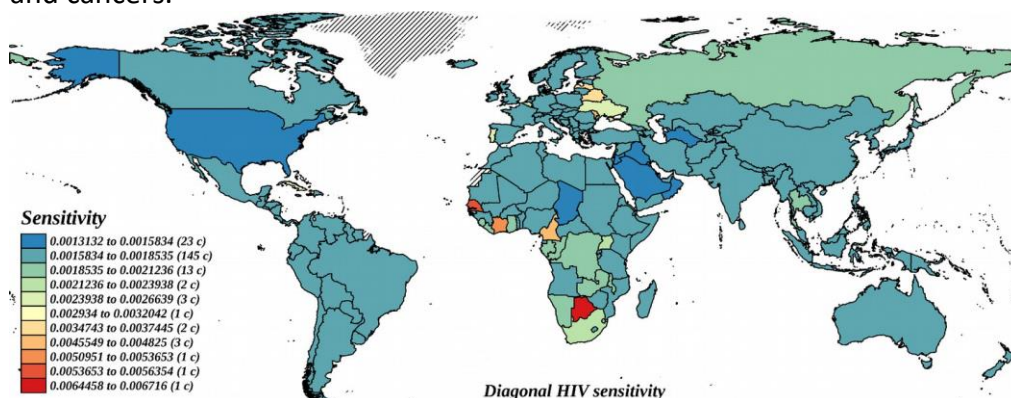 and cancers.
Sensitivity
0.0013132 to 0.0015834 (23 c)
0.0015834 to 0.0018535 (145 c)
0.0018535 to 0.0021236 (13 c)
0.0021236 to 0.0023938 (2 c)
0.0023938 to 0.0026639 (3 c)
0.002934 to 0.0032042 (1 c)
0.0034743 to 0.0037445 (2 c)
0.0045549 to 0.004825 (3 c)
0.0050951 to 0.0053653 (1 c)
0.0053653 to 0.0056354 (1 c)
0.0064458 to 0.006716 (1 c)
Diagonal HIV sensitivity